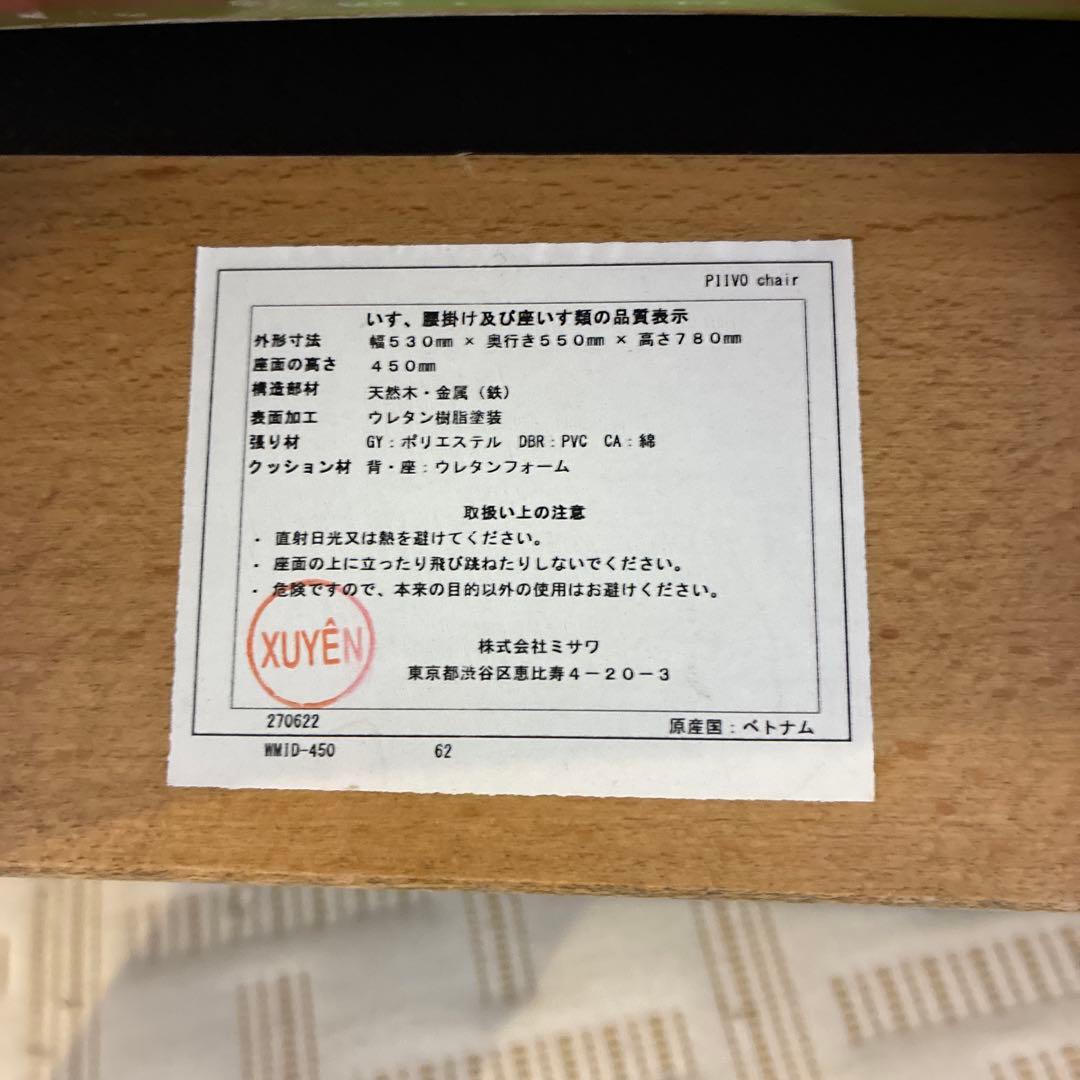 PIIVO chair
いす、腰掛け及び座いす類の品質表示
外形寸法 幅５３０㎜ × 奥行き５５０㎜ × 高さ７８０㎜
座面の高さ ４５０㎜
構造部材 天然木・金属（鉄）
表面加工 ウレタン樹脂塗装
張り材 GY：ポリエステル DBR：PVC CA：綿
クッション材 背・座：ウレタンフォーム
取扱い上の注意
・ 直射日光又は熱を避けてください。
・ 座面の上に立ったり飛び跳ねたりしないでください。
・ 危険ですので、本来の目的以外の使用はお避けください。
XUYÊN
株式会社ミサワ
東京都渋谷区恵比寿４－２０－３
270622 原産国：ベトナム
WMID-450 62